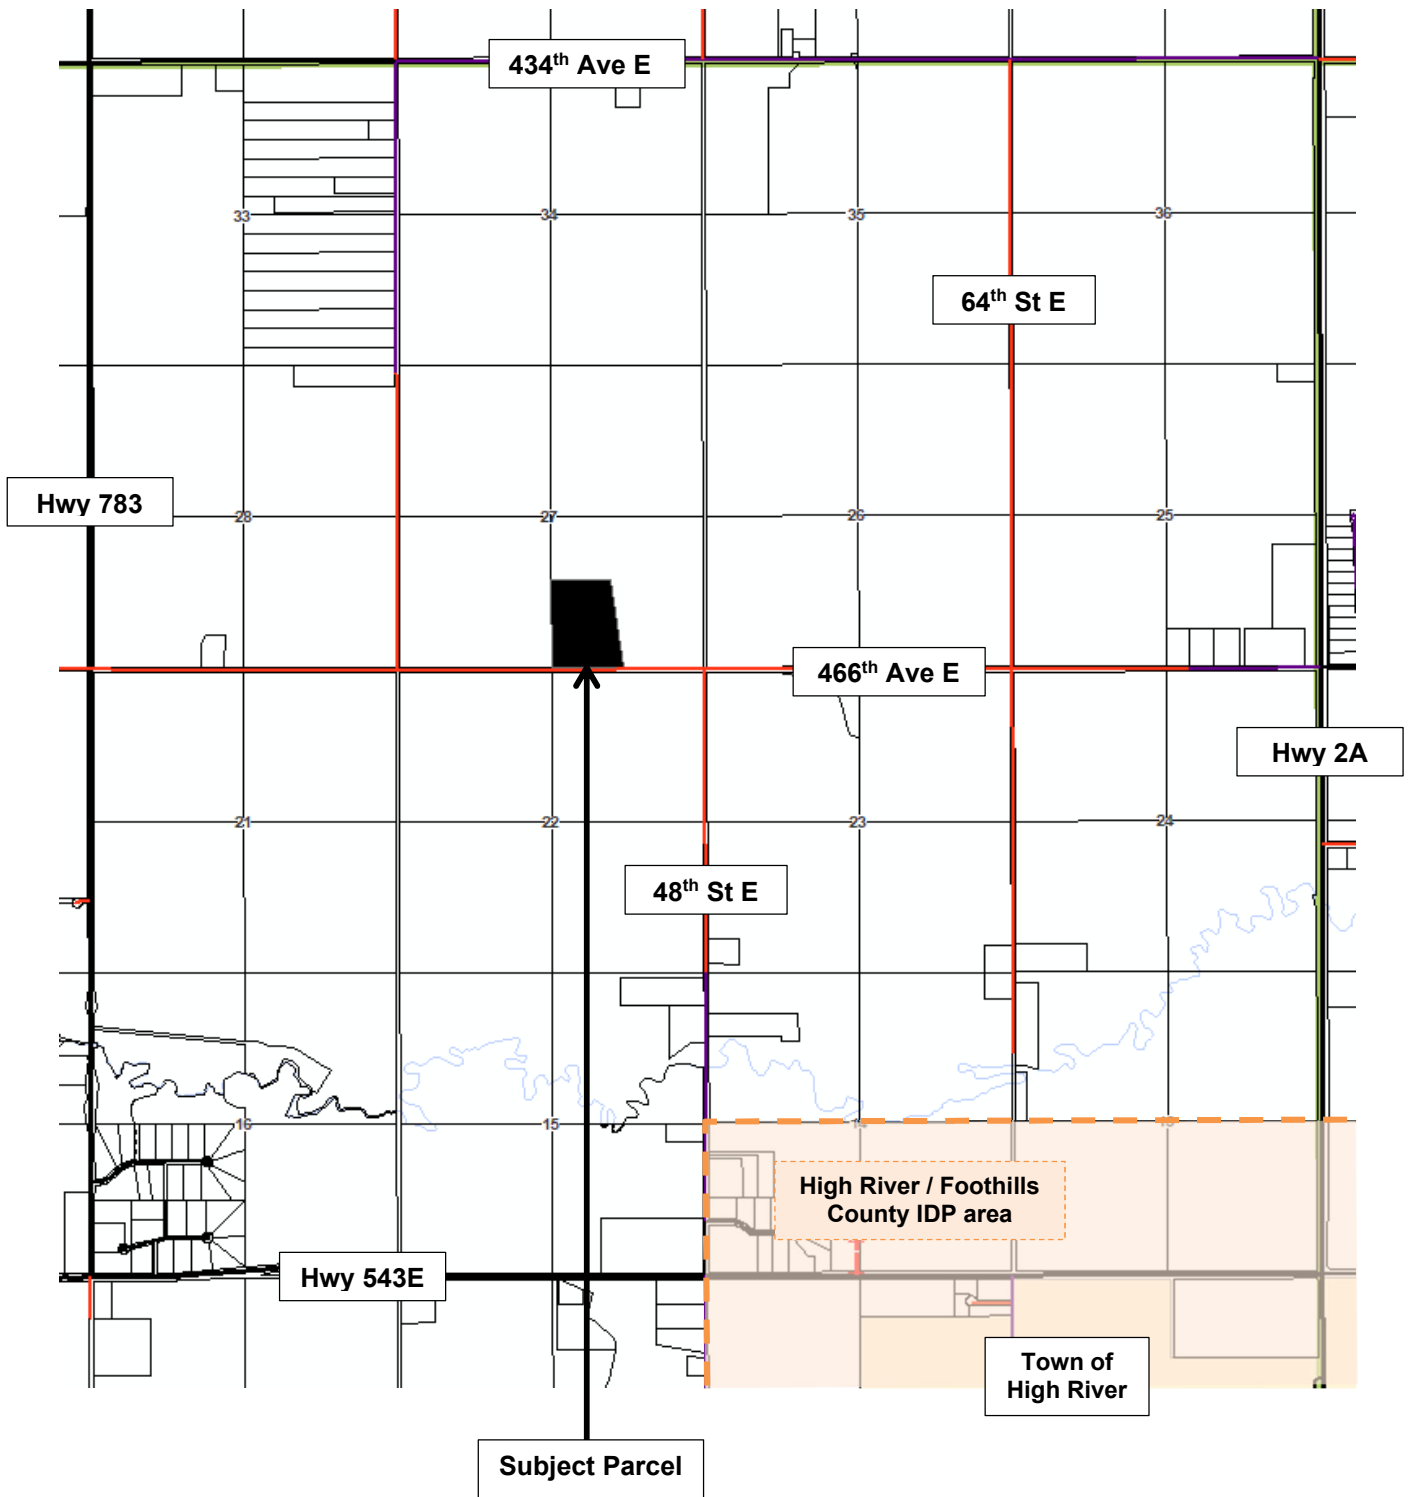 434th Ave E
33
34
35
36
64th St E
Hwy 783
28
27
26
25
466th Ave E
Hwy 2A
21
22
23
24
48th St E
16
15
14
13
High River / Foothills
County IDP area
Hwy 543E
Town of
High River
Subject Parcel